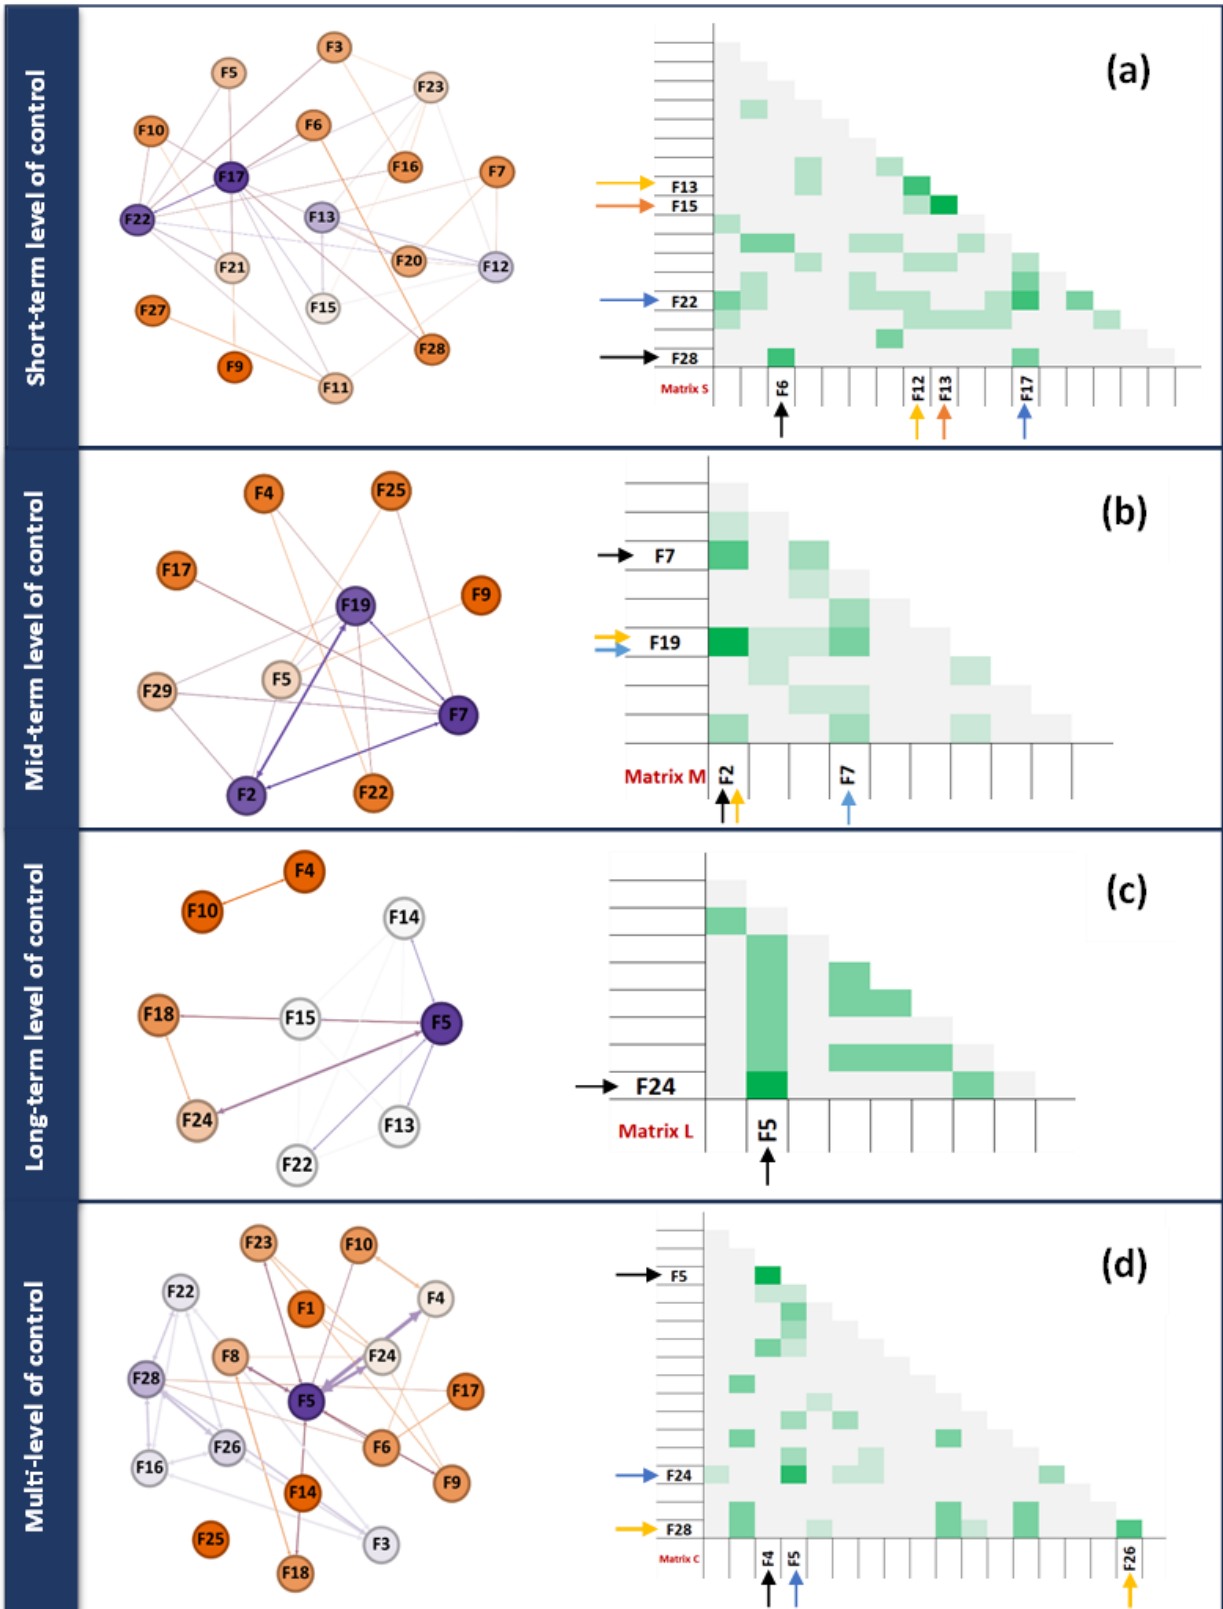 Short-term level of control
F3
F5
F23
F10
F6
F16
F7
F17
F22
F13
F21
F20
F12
F15
F27
F28
F9
F11
(a)
F13
F15
F22
F28
Matrix S
F6
F12
F13
F17
Mid-term level of control
F4
F25
F17
F19
F9
F5
F29
F7
F2
F22
(b)
F7
F19
Matrix M
F2
F7
Long-term level of control
F4
F10
F14
F18
F15
F5
F24
F13
F22
(c)
F24
Matrix L
F5
Multi-level of control
F23
F10
F22
F1
F4
F8
F24
F28
F5
F17
F26
F6
F16
F9
F14
F25
F3
F18
(d)
F5
F24
F28
Matrix C
F4
F5
F26